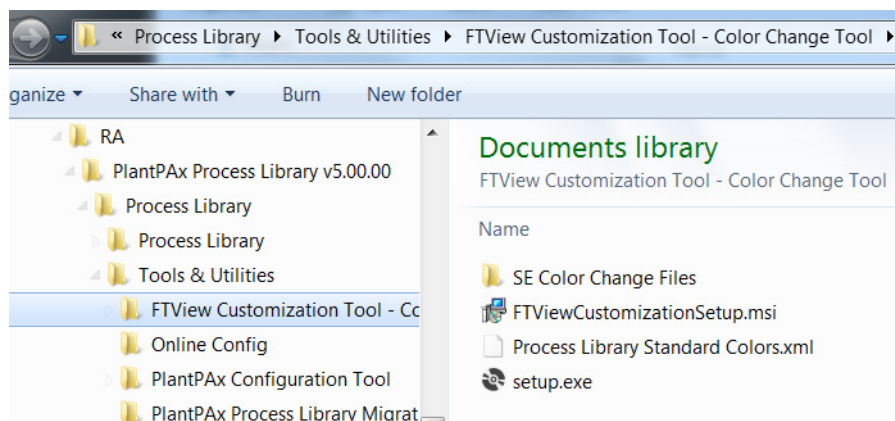 « Process Library ▸ Tools & Utilities ▸ FTView Customization Tool - Color Change Tool ▸
ganize ▾ Share with ▾ Burn New folder
RA
PlantPAx Process Library v5.00.00
Process Library
Process Library
Tools & Utilities
FTView Customization Tool - Cc
Online Config
PlantPAx Configuration Tool
PlantPAx Process Library Migrat
Documents library
FTView Customization Tool - Color Change Tool
Name
SE Color Change Files
FTViewCustomizationSetup.msi
Process Library Standard Colors.xml
setup.exe